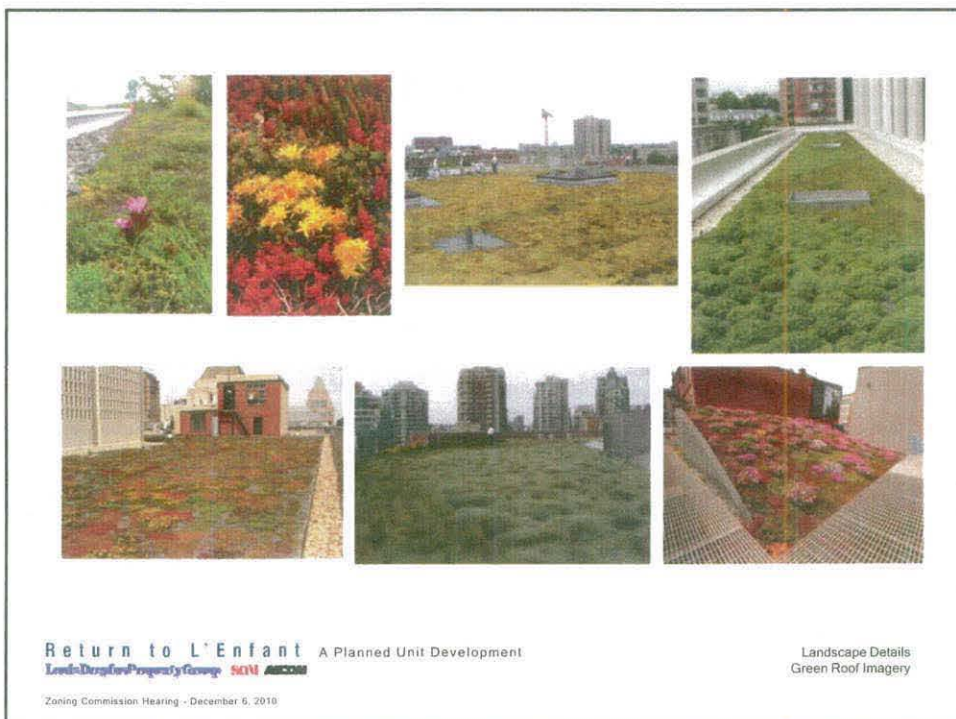 Return to L'Enfant A Planned Unit Development
SOM AECOM
Zoning Commission Hearing - December 6, 2010
Landscape Details
Green Roof Imagery